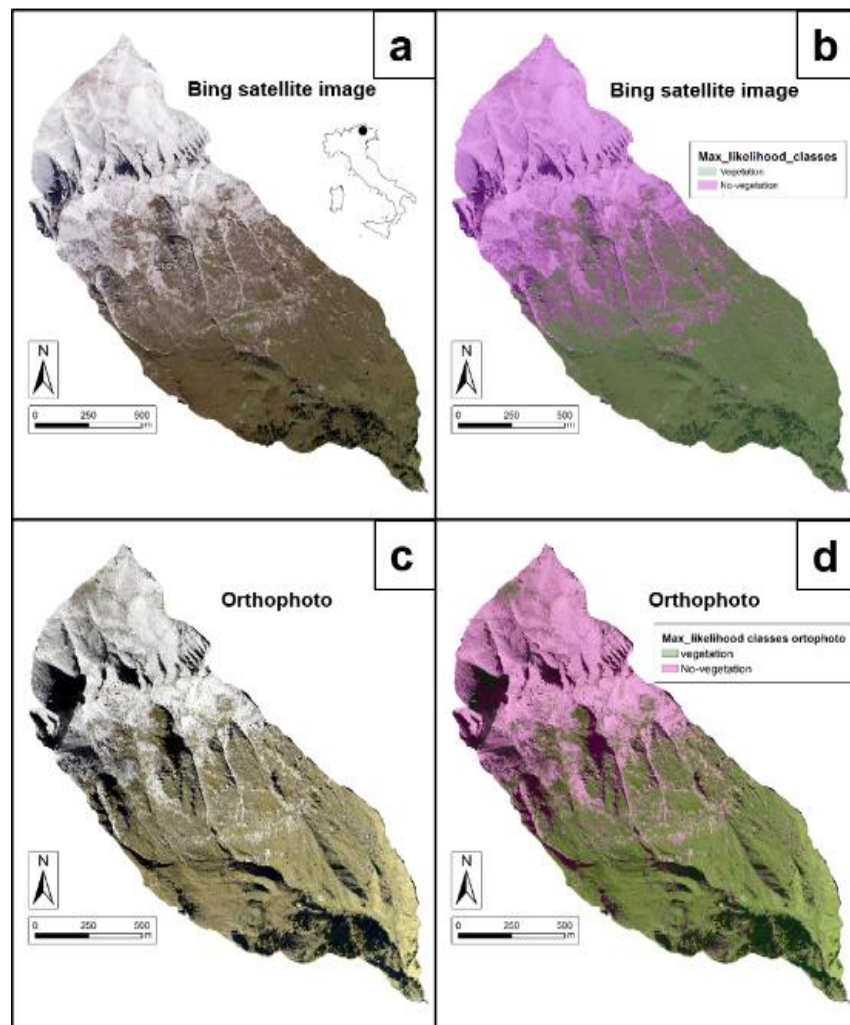 a
Bing satellite image
N
0 250 500
m
b
Bing satellite image
Max_likelihood_classes
Vegetation
No-vegetation
N
0 250 500
m
c
Orthophoto
N
0 250 500
m
d
Orthophoto
Max_likelihood classes ortophoto
vegetation
No-vegetation
N
0 250 500
m